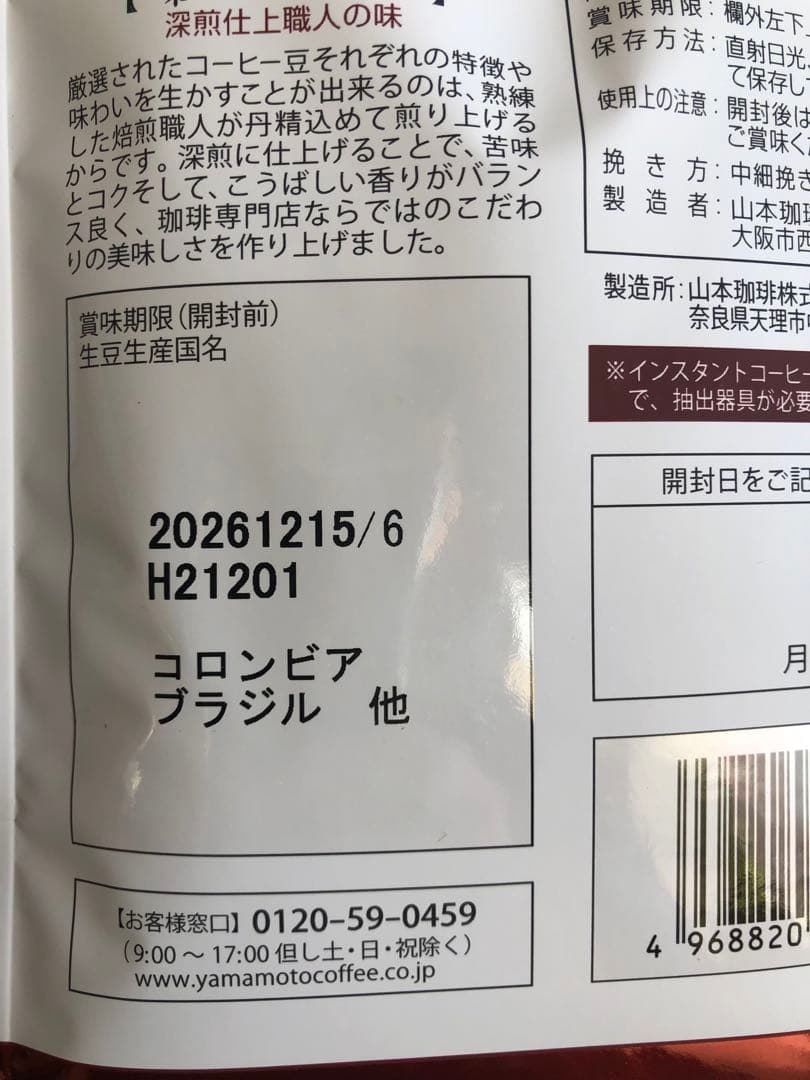 深煎仕上職人の味
厳選されたコーヒー豆それぞれの特徴や
味わいを生かすことが出来るのは、熟練
した焙煎職人が丹精込めて煎り上げる
からです。深煎に仕上げることで、苦味
とコクそして、こうばしい香りがバラン
ス良く、珈琲専門店ならではのこだわ
りの美味しさを作り上げました。
賞味期限(開封前)
生豆生産国名
20261215/6
H21201
コロンビア
ブラジル 他
【お客様窓口】0120-59-0459
(9:00～17:00 但し土・日・祝除く)
www.yamamotocoffee.co.jp
賞味期限:欄外左下
保存方法:直射日光、
て保存し
使用上の注意:開封後は
ご賞味く
挽き方:中細挽き
製造者:山本珈琲
大阪市西
製造所:山本珈琲株式
奈良県天理市
※インスタントコーヒー
で、抽出器具が必要
開封日をご記
月
4 968820